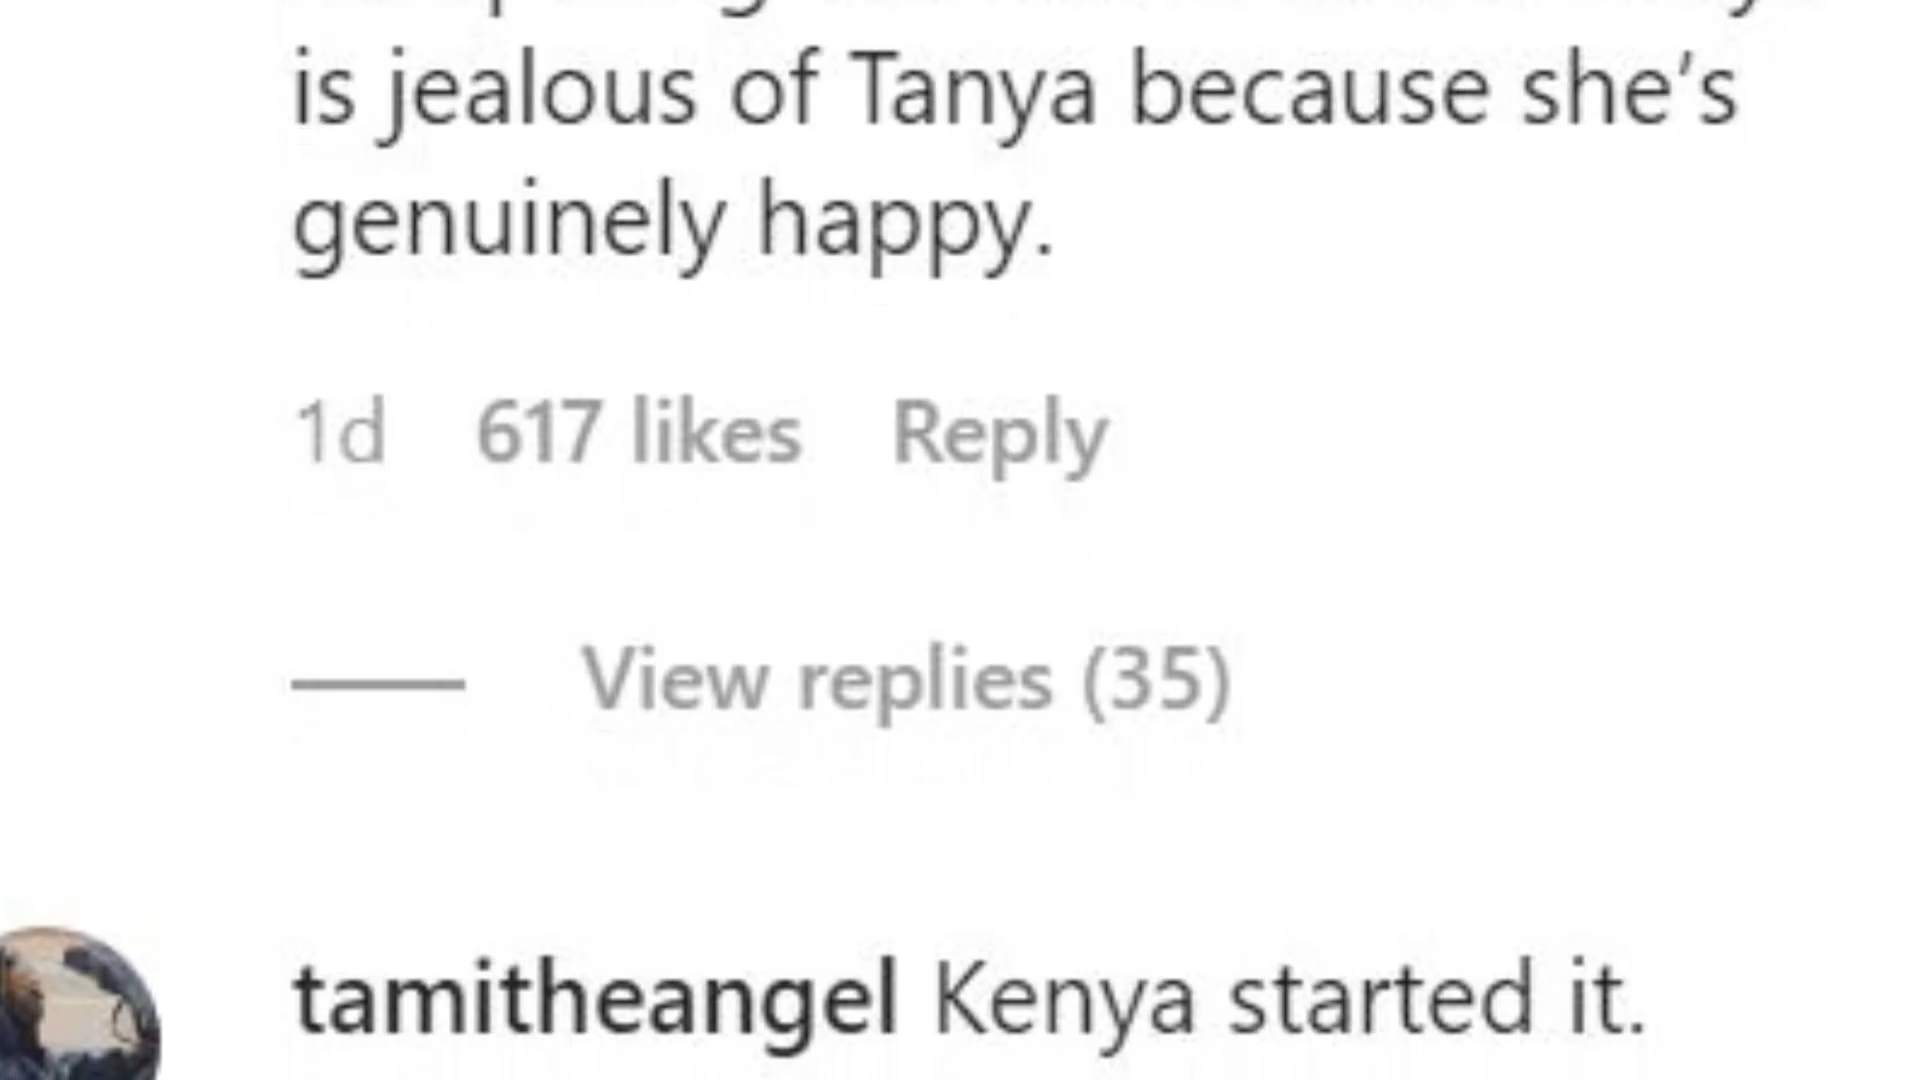 is jealous of Tanya because she’s
genuinely happy.
1d 617 likes Reply
View replies (35)
tamitheangel Kenya started it.